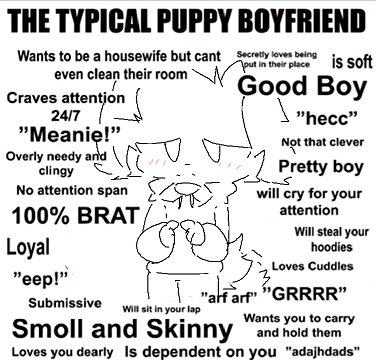 THE TYPICAL PUPPY BOYFRIEND
Wants to be a housewife but cant
even clean their room
Secretly loves being
put in their place
is soft
Good Boy
Craves attention
24/7
"hecc"
"Meanie!"
Not that clever
Overly needy and
clingy
Pretty boy
No attention span
will cry for your
attention
100% BRAT
Will steal your
hoodies
Loyal
Loves Cuddles
"eep!"
"arf arf"
"GRRRR"
Submissive
Will sit in your lap
Wants you to carry
and hold them
Smoll and Skinny
Loves you dearly
Is dependent on you
"adajhdads"